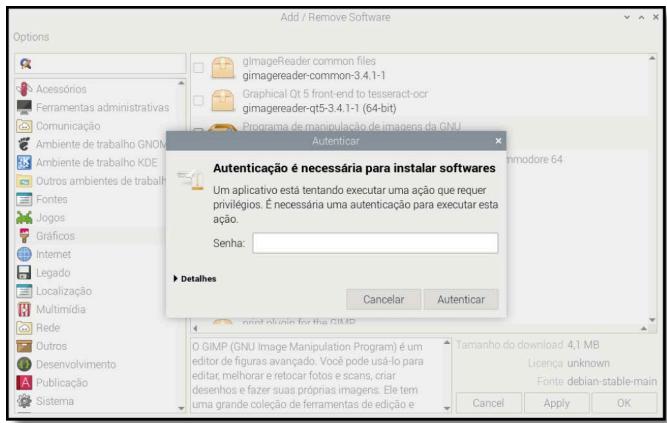 Add / Remove Software
Options
Acessórios
Ferramentas administrativas
Comunicação
Ambiente de trabalho GNOM
Ambiente de trabalho KDE
Outros ambientes de trabalh
Fontes
Jogos
Gráficos
Internet
Legado
Localização
Multimídia
Rede
Outros
Desenvolvimento
Publicação
Sistema
gImageReader common files
gimagereader-common-3.4.1-1
Graphical Qt 5 front-end to tesseract-ocr
gimagereader-qt5-3.4.1-1 (64-bit)
Programa de manipulação de imagens da GNU
mmodore 64
print plugin for the GIMP
Autenticar
Autenticação é necessária para instalar softwares
Um aplicativo está tentando executar uma ação que requer
privilégios. É necessária uma autenticação para executar esta
ação.
Senha:
Detalhes
Cancelar
Autenticar
O GIMP (GNU Image Manipulation Program) é um
editor de figuras avançado. Você pode usá-lo para
editar, melhorar e retocar fotos e scans, criar
desenhos e fazer suas próprias imagens. Ele tem
uma grande coleção de ferramentas de edição e
Tamanho do download 4,1 MB
Licença unknown
Fonte debian-stable-main
Cancel
Apply
OK